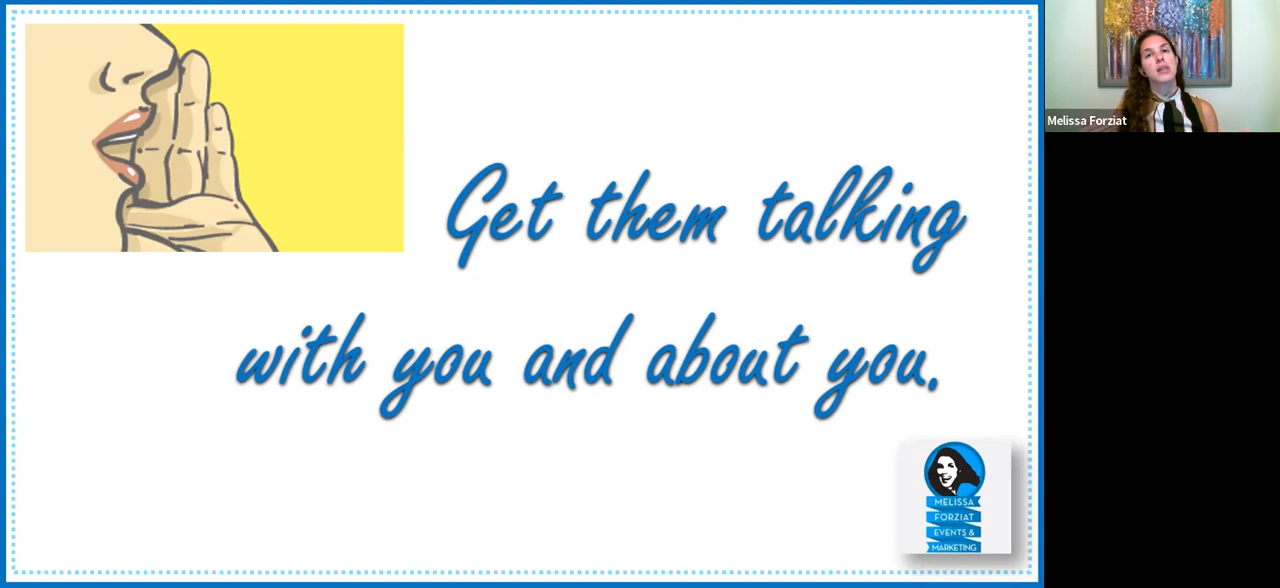 Melissa Forziat
Get them talking
with you and about you.
MELISSA
FORZIAT
EVENTS &
MARKETING